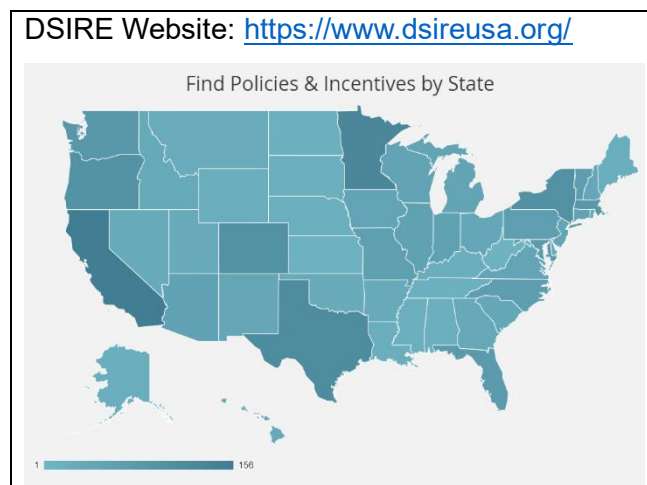 DSIRE Website: https://www.dsireusa.org/
Find Policies & Incentives by State
1 156